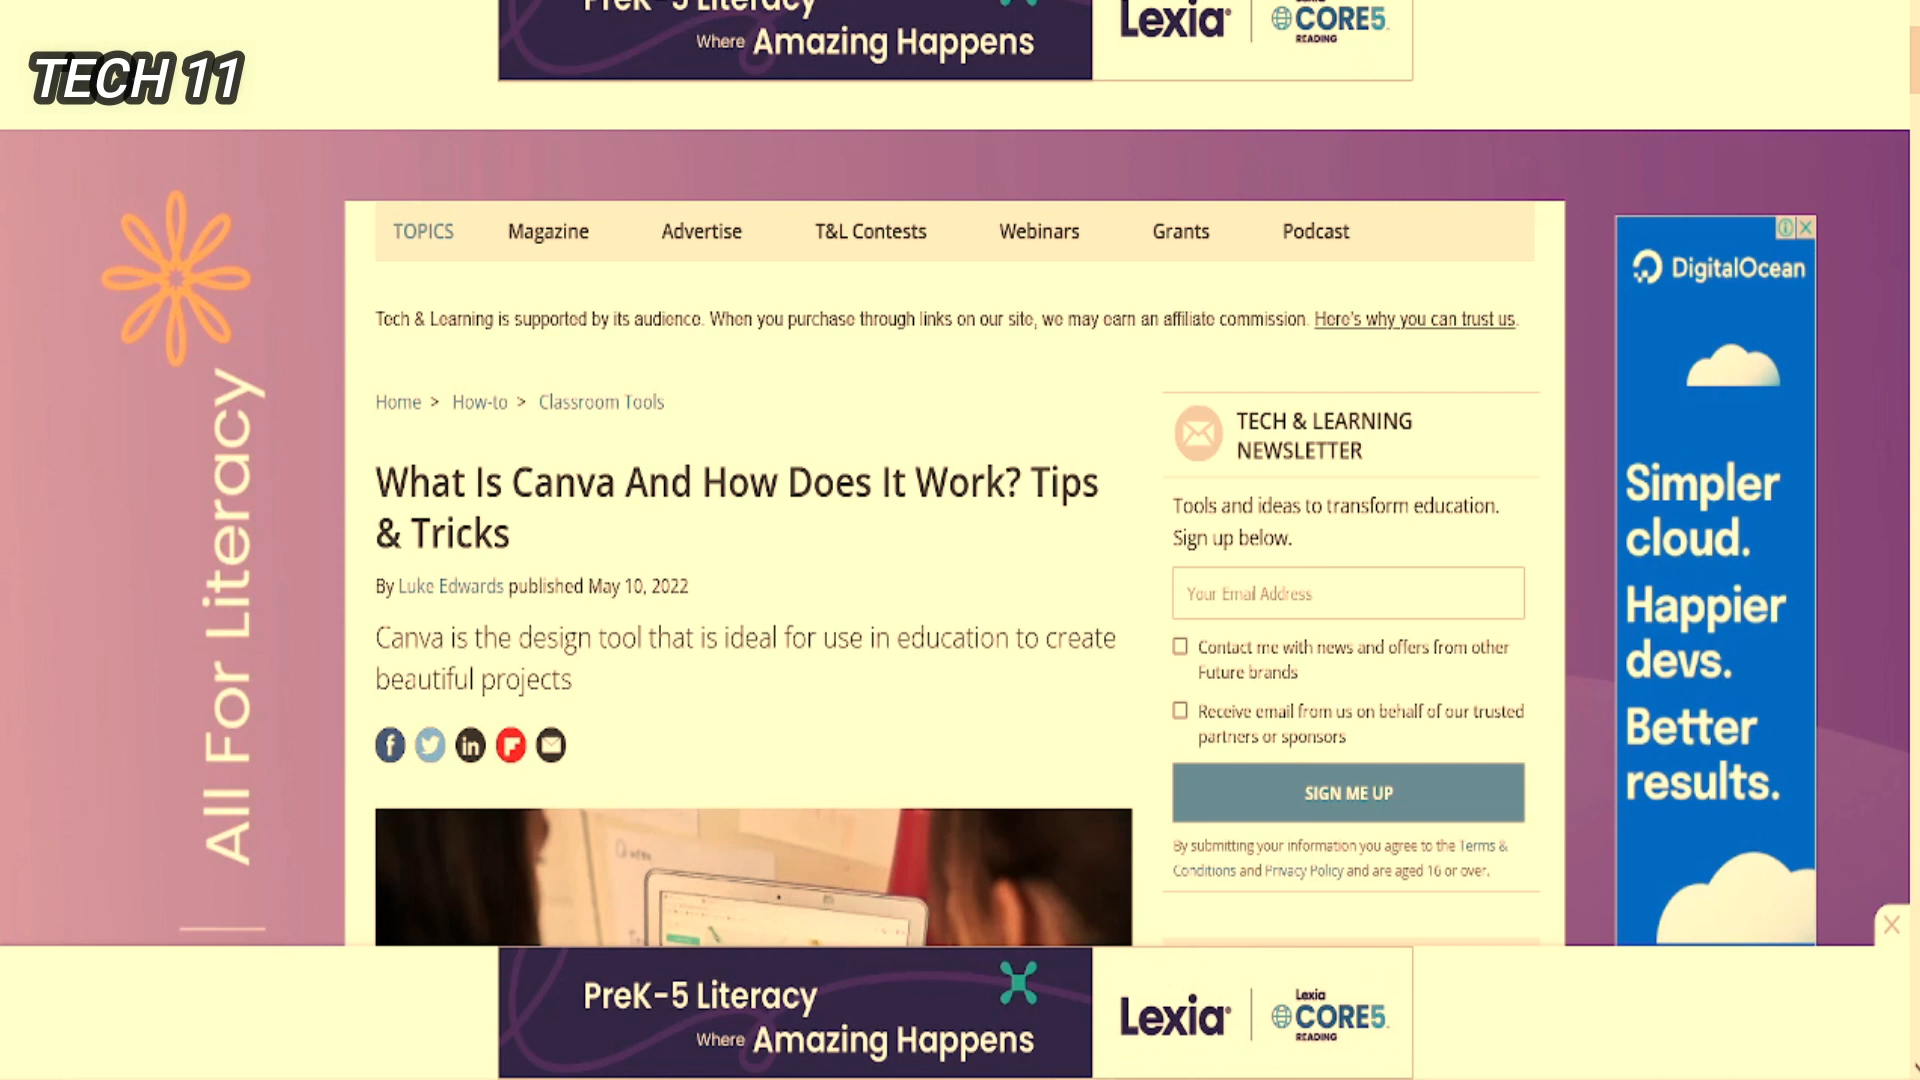 PreK-5 Literacy
Where Amazing Happens
Lexia
Lexia
CORE5
READING
TECH 11
TOPICS
Magazine
Advertise
T&L Contests
Webinars
Grants
Podcast
Tech & Learning is supported by its audience. When you purchase through links on our site, we may earn an affiliate commission. Here's why you can trust us.
Home > How-to > Classroom Tools
What Is Canva And How Does It Work? Tips
& Tricks
By Luke Edwards published May 10, 2022
Canva is the design tool that is ideal for use in education to create
beautiful projects
TECH & LEARNING
NEWSLETTER
Tools and ideas to transform education.
Sign up below.
Your Email Address
Contact me with news and offers from other
Future brands
Receive email from us on behalf of our trusted
partners or sponsors
SIGN ME UP
By submitting your information you agree to the Terms &
Conditions and Privacy Policy and are aged 16 or over.
All For Literacy
DigitalOcean
Simpler
cloud.
Happier
devs.
Better
results.
PreK-5 Literacy
Where Amazing Happens
Lexia
Lexia
CORE5
READING